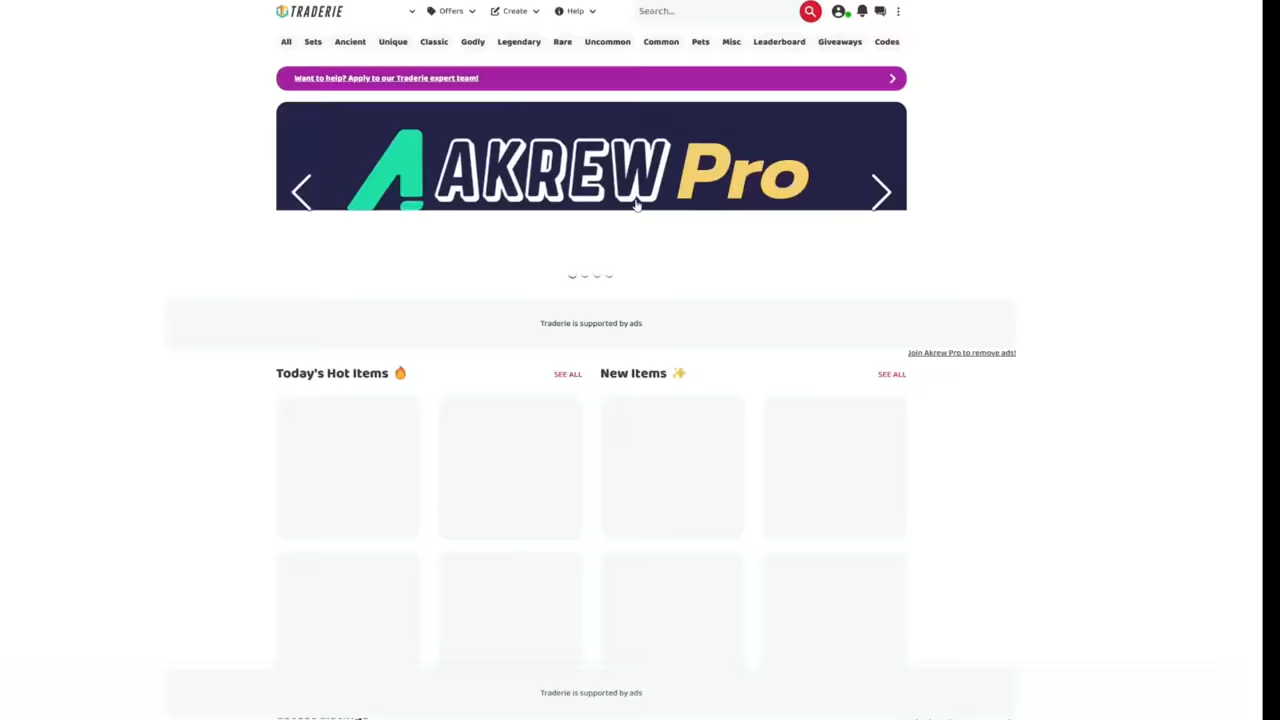 TRADERIE
Offers
Create
Help
Search...
All Sets Ancient Unique Classic Godly Legendary Rare Uncommon Common Pets Misc Leaderboard Giveaways Codes
Want to help? Apply to our Traderie expert team!
AKREW Pro
Traderie is supported by ads
Join Akrew Pro to remove ads!
Today's Hot Items
SEE ALL
New Items
SEE ALL
Traderie is supported by ads